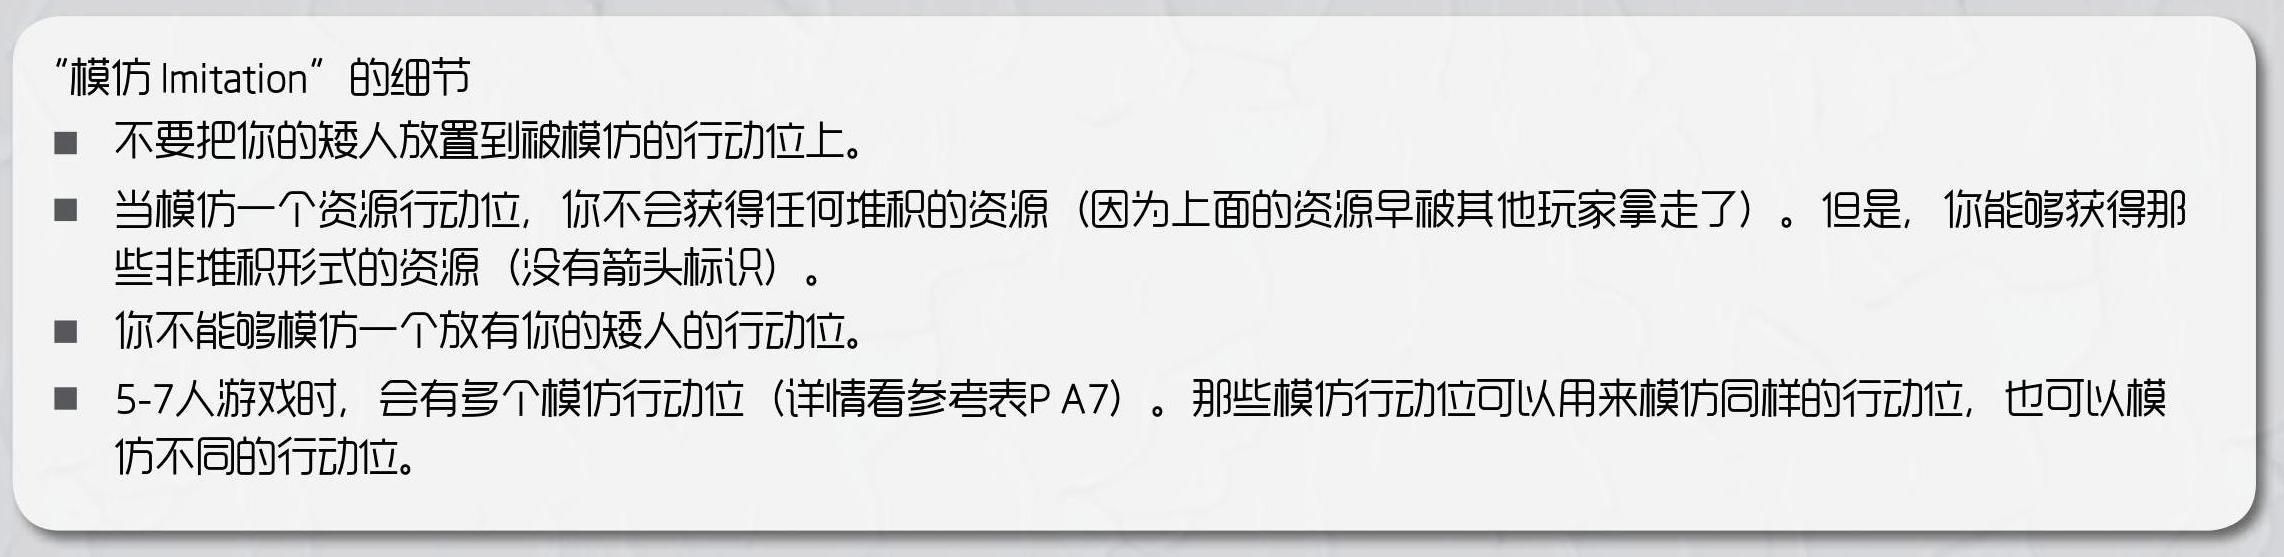 “模仿 Imitation”的细节
■ 不要把你的矮人放置到被模仿的行动位上。
■ 当模仿一个资源行动位，你不会获得任何堆积的资源（因为上面的资源早被其他玩家拿走了）。但是，你能够获得那
些非堆积形式的资源（没有箭头标识）。
■ 你不能够模仿一个放有你的矮人的行动位。
■ 5-7人游戏时，会有多个模仿行动位（详情看参考表P A7）。那些模仿行动位可以用来模仿同样的行动位，也可以模
仿不同的行动位。